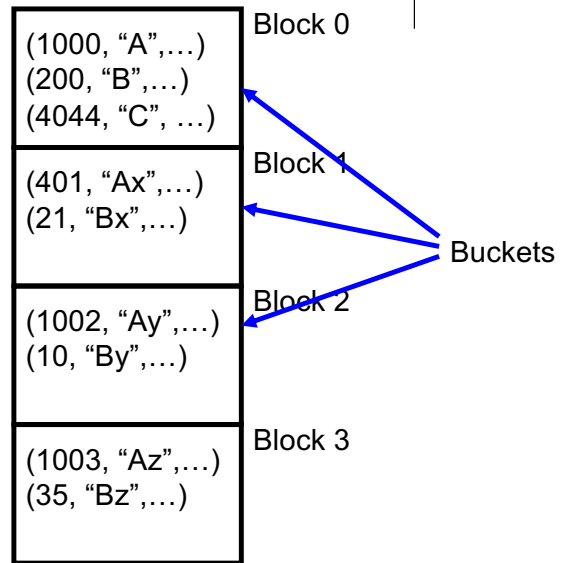 Block 0
(1000, “A”,…)
(200, “B”,…)
(4044, “C”, …)
Block 1
(401, “Ax”,…)
(21, “Bx”,…)
Buckets
Block 2
(1002, “Ay”,…)
(10, “By”,…)
Block 3
(1003, “Az”,…)
(35, “Bz”,…)